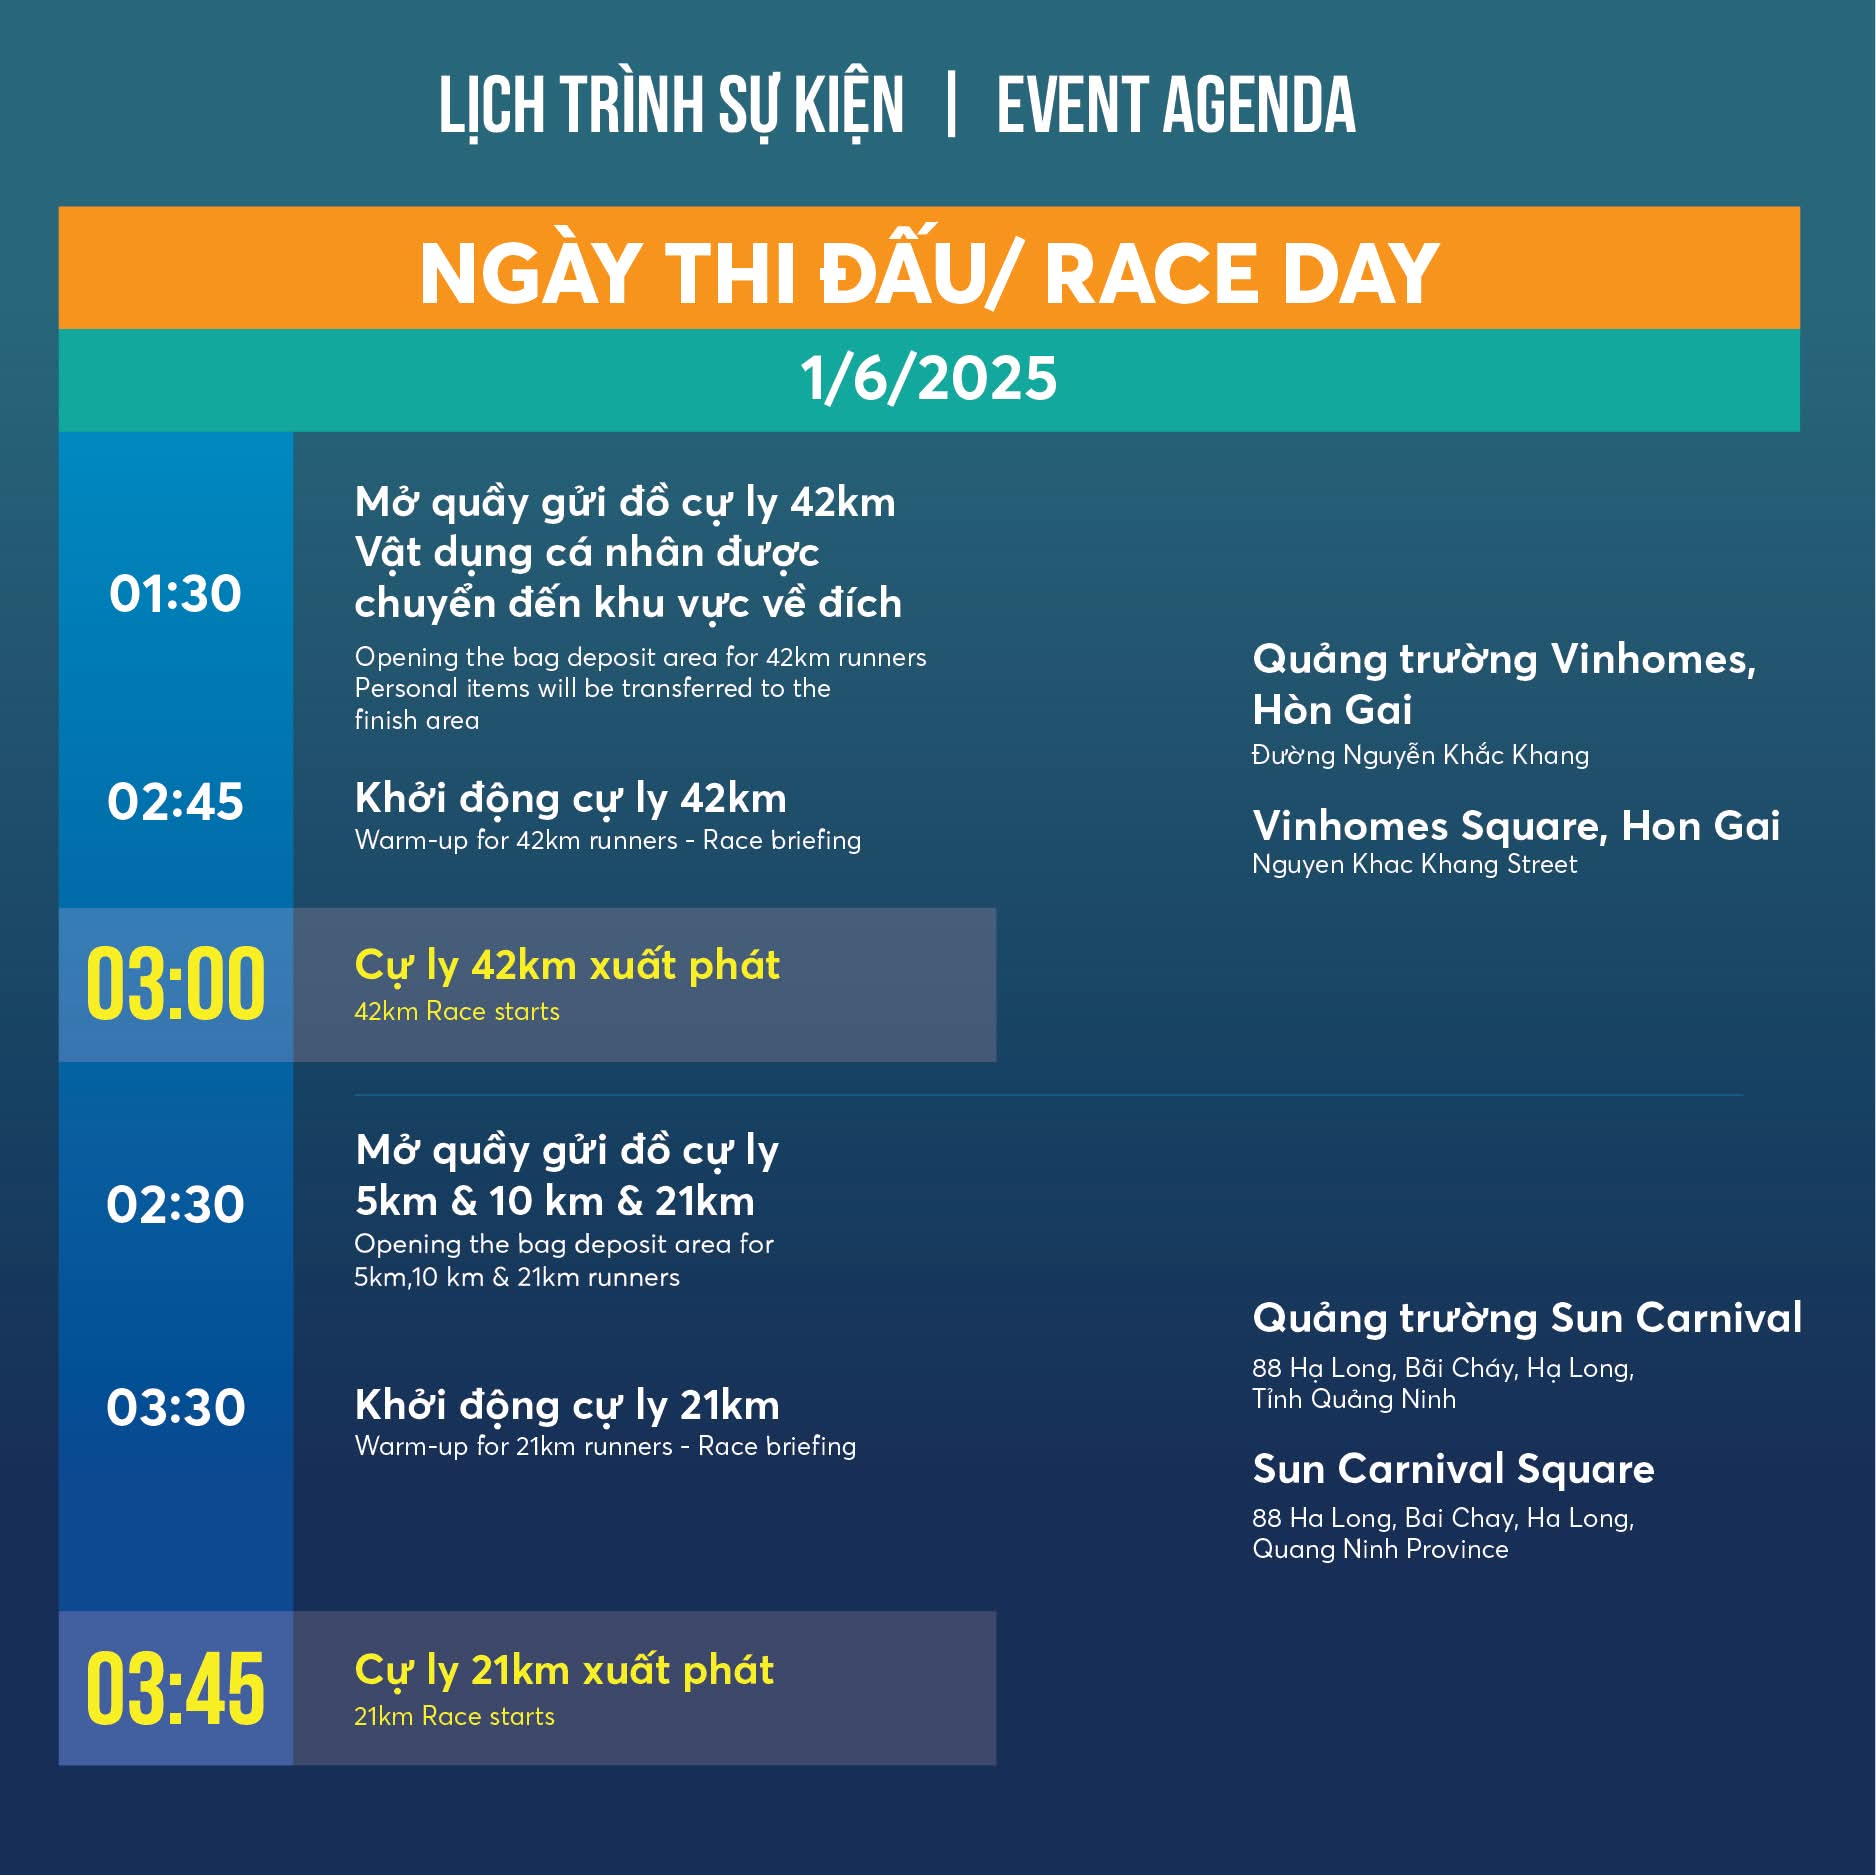 LỊCH TRÌNH SỰ KIỆN | EVENT AGENDA
NGÀY THI ĐẤU/ RACE DAY
1/6/2025
01:30
Mở quầy gửi đồ cự ly 42km
Vật dụng cá nhân được
chuyển đến khu vực về đích
Opening the bag deposit area for 42km runners
Personal items will be transferred to the
finish area
02:45
Khởi động cự ly 42km
Warm-up for 42km runners - Race briefing
03:00
Cự ly 42km xuất phát
42km Race starts
Quảng trường Vinhomes,
Hòn Gai
Đường Nguyễn Khắc Khang
Vinhomes Square, Hon Gai
Nguyen Khac Khang Street
02:30
Mở quầy gửi đồ cự ly
5km & 10 km & 21km
Opening the bag deposit area for
5km,10 km & 21km runners
03:30
Khởi động cự ly 21km
Warm-up for 21km runners - Race briefing
03:45
Cự ly 21km xuất phát
21km Race starts
Quảng trường Sun Carnival
88 Hạ Long, Bãi Cháy, Hạ Long,
Tỉnh Quảng Ninh
Sun Carnival Square
88 Ha Long, Bai Chay, Ha Long,
Quang Ninh Province